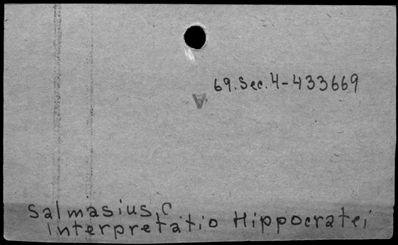 69.Sec.4-433669
A
Salmasius, C
Interpretatio Hippocratei